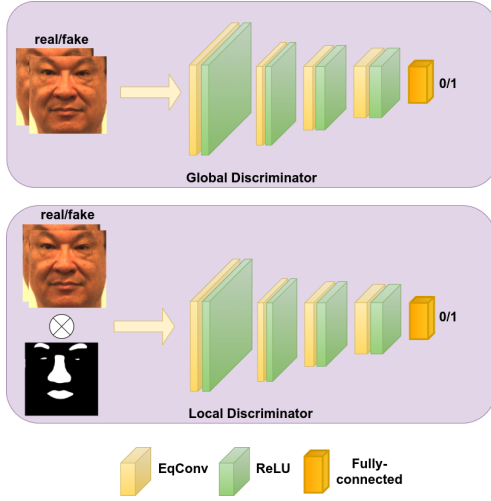 real/fake
0/1
Global Discriminator
real/fake
0/1
Local Discriminator
EqConv
ReLU
Fully-
connected